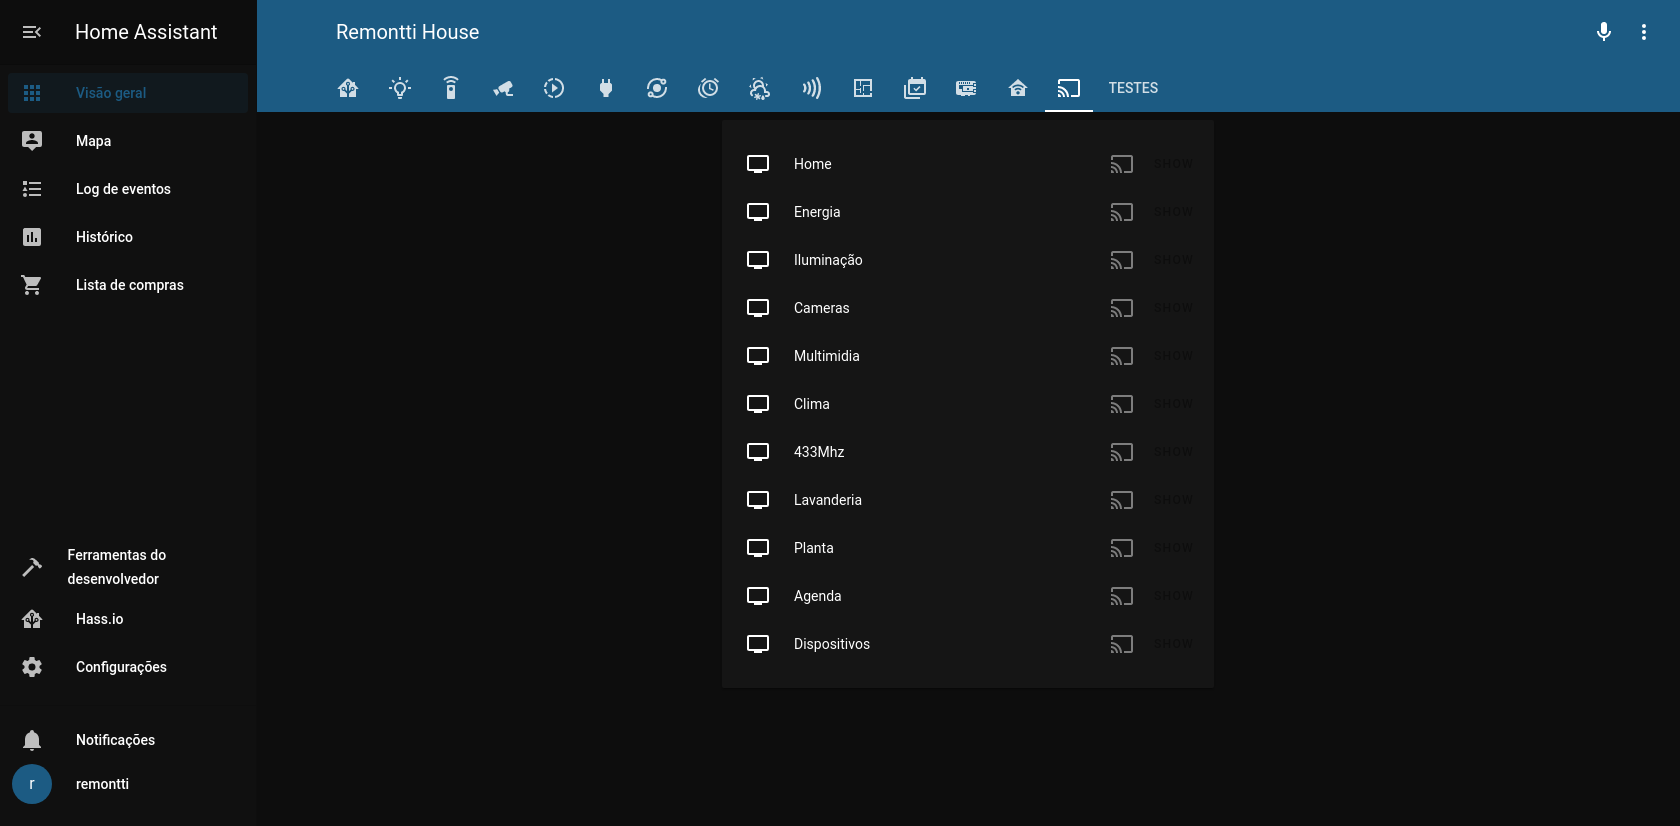 Home Assistant
Remontti House
TESTES
Visão geral
Mapa
Log de eventos
Histórico
Lista de compras
Ferramentas do
desenvolvedor
Hass.io
Configurações
Notificações
r
remontti
Home SHOW
Energia SHOW
Iluminação SHOW
Cameras SHOW
Multimidia SHOW
Clima SHOW
433Mhz SHOW
Lavanderia SHOW
Planta SHOW
Agenda SHOW
Dispositivos SHOW